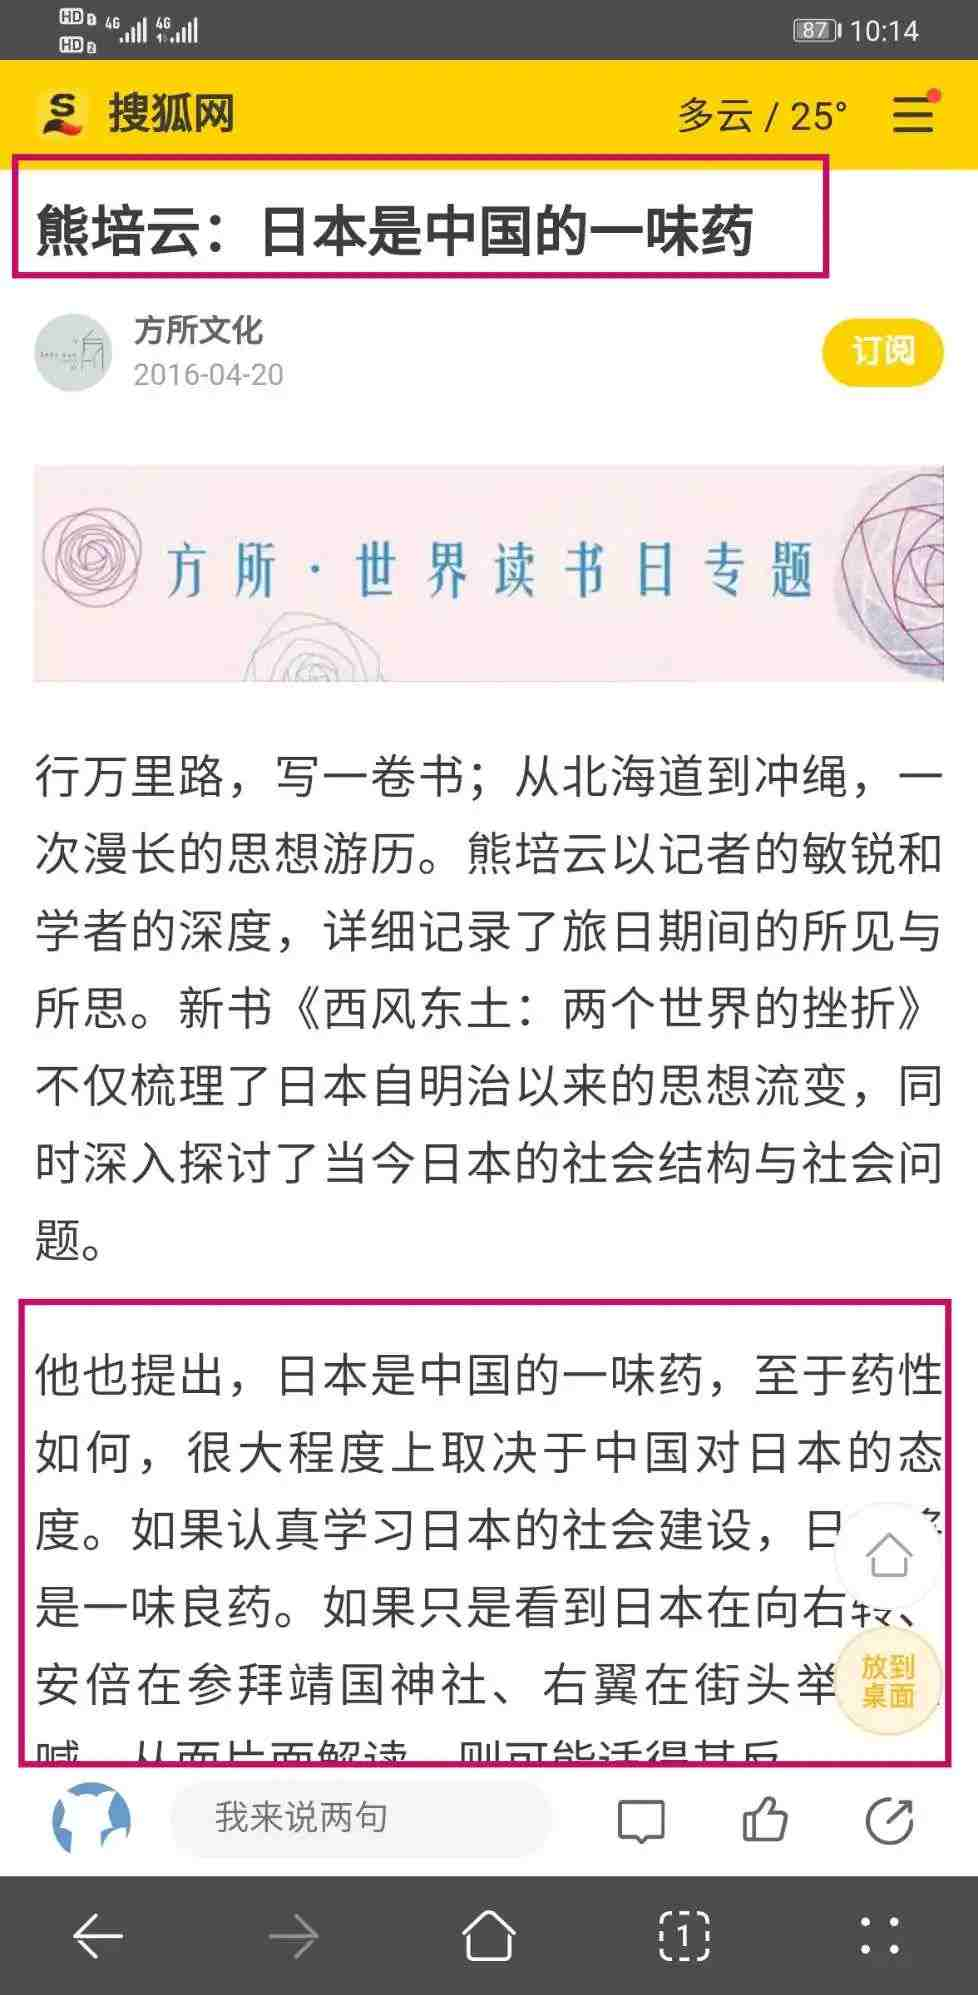 HD 1 4G 4G
HD 2
87 10:14
搜狐网
多云 / 25°
熊培云：日本是中国的一味药
方所文化
2016-04-20
订阅
方所·世界读书日专题
行万里路，写一卷书；从北海道到冲绳，一
次漫长的思想游历。熊培云以记者的敏锐和
学者的深度，详细记录了旅日期间的所见与
所思。新书《西风东土：两个世界的挫折》
不仅梳理了日本自明治以来的思想流变，同
时深入探讨了当今日本的社会结构与社会问
题。
他也提出，日本是中国的一味药，至于药性
如何，很大程度上取决于中国对日本的态
度。如果认真学习日本的社会建设，日
是一味良药。如果只是看到日本在向右转、
安倍在参拜靖国神社、右翼在街头举
喊，从而片面解读，则可能适得其反
放到
桌面
我来说两句
1